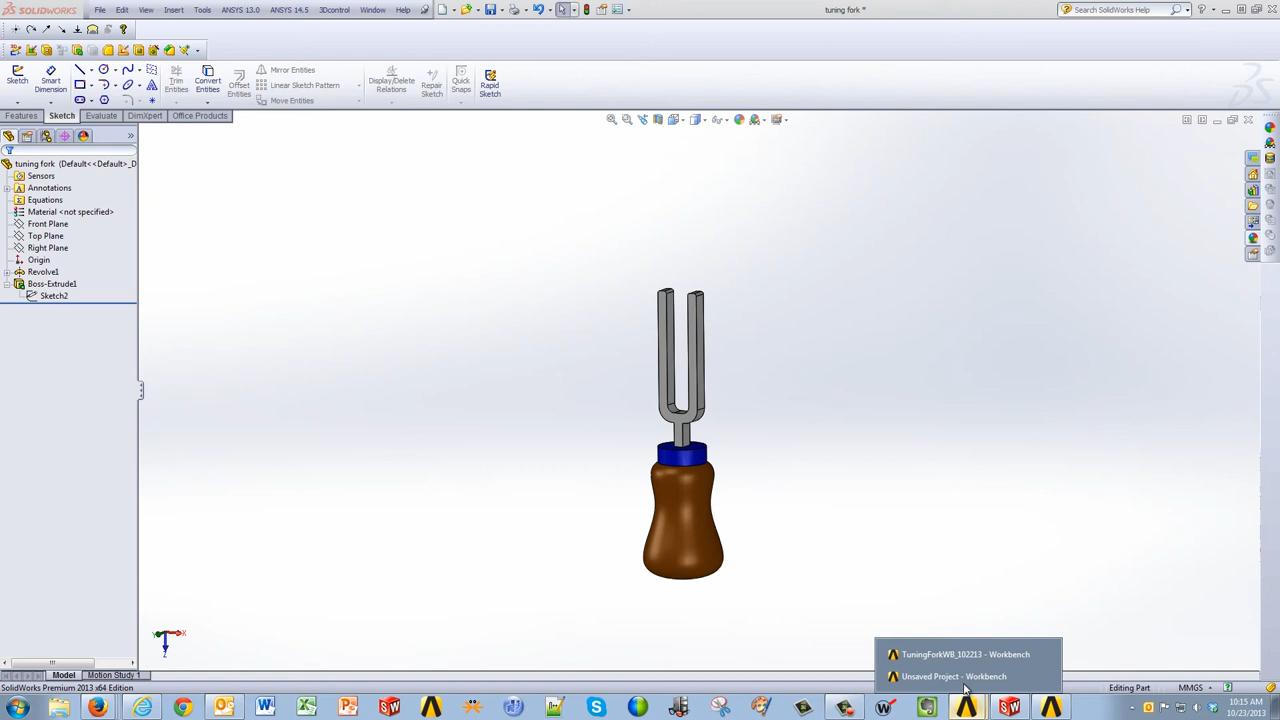 SOLIDWORKS File Edit View Insert Tools ANSYS 13.0 ANSYS 14.5 3Dcontrol Window Help tuning fork * Search SolidWorks Help
Sketch Smart Dimension Trim Entities Convert Entities Offset Entities Mirror Entities Linear Sketch Pattern Move Entities Display/Delete Relations Repair Sketch Quick Snaps Rapid Sketch
Features Sketch Evaluate DimXpert Office Products
tuning fork (Default<<Default>_D
Sensors
Annotations
Equations
Material <not specified>
Front Plane
Top Plane
Right Plane
Origin
Revolve1
Boss-Extrude1
Sketch2
X
Y
Z
TuningForkWB_102213 - Workbench
Unsaved Project - Workbench
Model Motion Study 1
SolidWorks Premium 2013 x64 Edition Editing Part MMGS
10:15 AM
10/23/2013